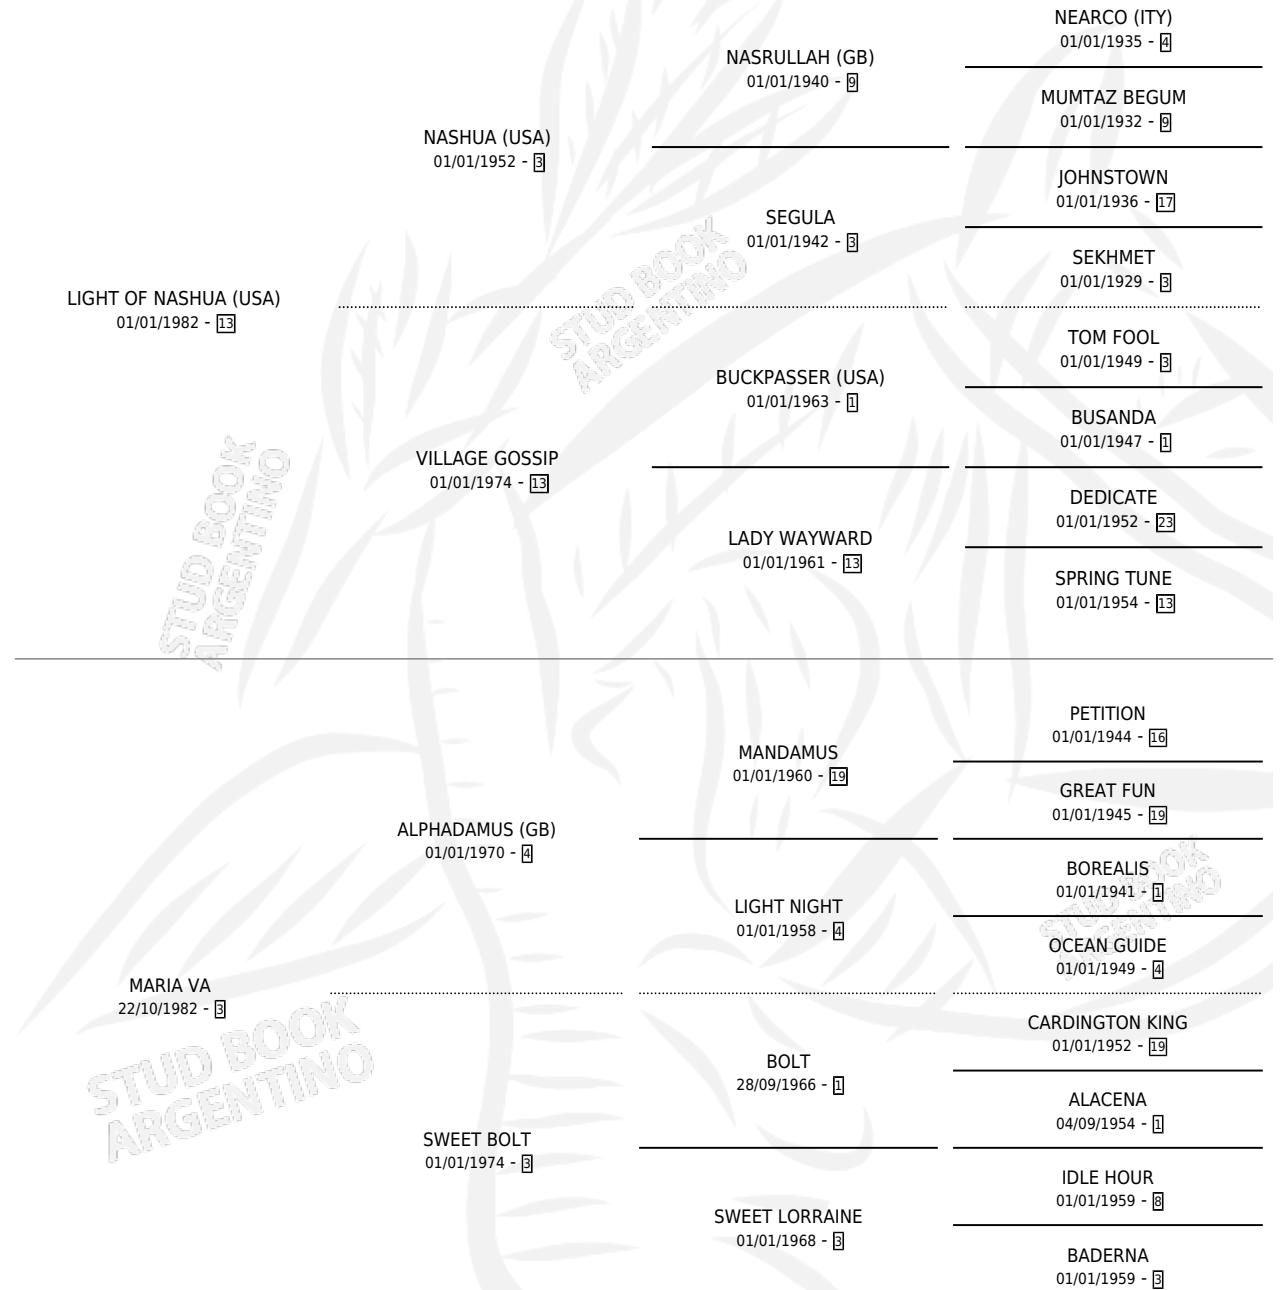 NEARCO (ITY)
01/01/1935 - 4
NASRULLAH (GB)
01/01/1940 - 9
MUMTAZ BEGUM
01/01/1932 - 9
NASHUA (USA)
01/01/1952 - 3
JOHNSTOWN
01/01/1936 - 17
SEGULA
01/01/1942 - 3
SEKHMET
01/01/1929 - 3
LIGHT OF NASHUA (USA)
01/01/1982 - 13
STUD BOOK
ARGENTINO
TOM FOOL
01/01/1949 - 3
BUCKPASSER (USA)
01/01/1963 - 1
BUSANDA
01/01/1947 - 1
VILLAGE GOSSIP
01/01/1974 - 13
DEDICATE
01/01/1952 - 23
LADY WAYWARD
01/01/1961 - 13
SPRING TUNE
01/01/1954 - 13
STUD BOOK
ARGENTINO
PETITION
01/01/1944 - 16
MANDAMUS
01/01/1960 - 19
GREAT FUN
01/01/1945 - 19
ALPHADAMUS (GB)
01/01/1970 - 4
BOREALIS
01/01/1941 - 1
LIGHT NIGHT
01/01/1958 - 4
STUD BOOK
ARGENTINO
OCEAN GUIDE
01/01/1949 - 4
MARIA VA
22/10/1982 - 3
CARDINGTON KING
01/01/1952 - 19
BOLT
28/09/1966 - 1
STUD BOOK
ARGENTINO
ALACENA
04/09/1954 - 1
SWEET BOLT
01/01/1974 - 3
IDLE HOUR
01/01/1959 - 8
SWEET LORRAINE
01/01/1968 - 3
BADERNA
01/01/1959 - 3